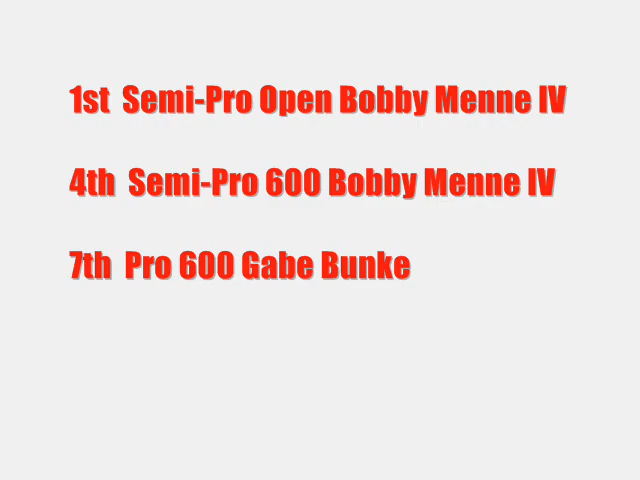 1st  Semi-Pro Open Bobby Menne IV
4th  Semi-Pro 600 Bobby Menne IV
7th  Pro 600 Gabe Bunke